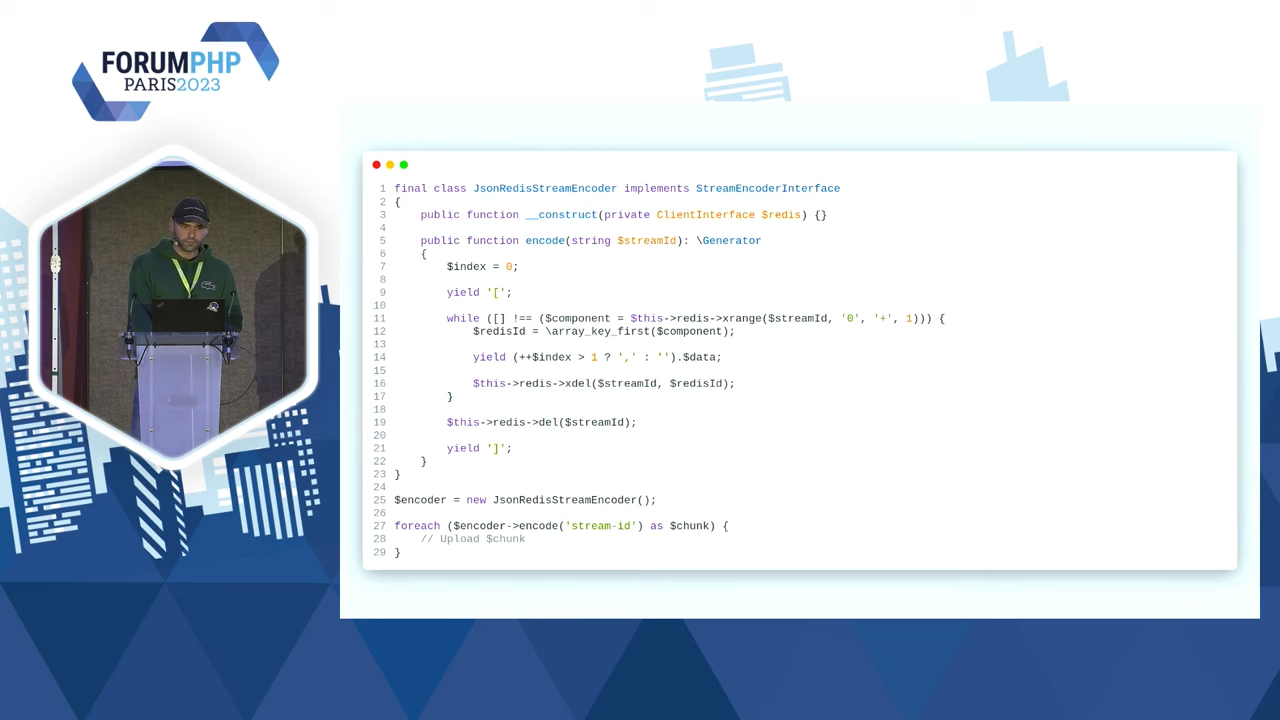 FORUMPHP
PARIS2023
1 final class JsonRedisStreamEncoder implements StreamEncoderInterface
2 {
3     public function __construct(private ClientInterface $redis) {}
4
5     public function encode(string $streamId): \Generator
6     {
7         $index = 0;
8
9         yield '[';
10
11         while ([] !== ($component = $this->redis->xrange($streamId, '0', '+', 1))) {
12             $redisId = \array_key_first($component);
13
14             yield (++$index > 1 ? ',' : '').$data;
15
16             $this->redis->xdel($streamId, $redisId);
17         }
18
19         $this->redis->del($streamId);
20
21         yield ']';
22     }
23 }
24
25 $encoder = new JsonRedisStreamEncoder();
26
27 foreach ($encoder->encode('stream-id') as $chunk) {
28     // Upload $chunk
29 }